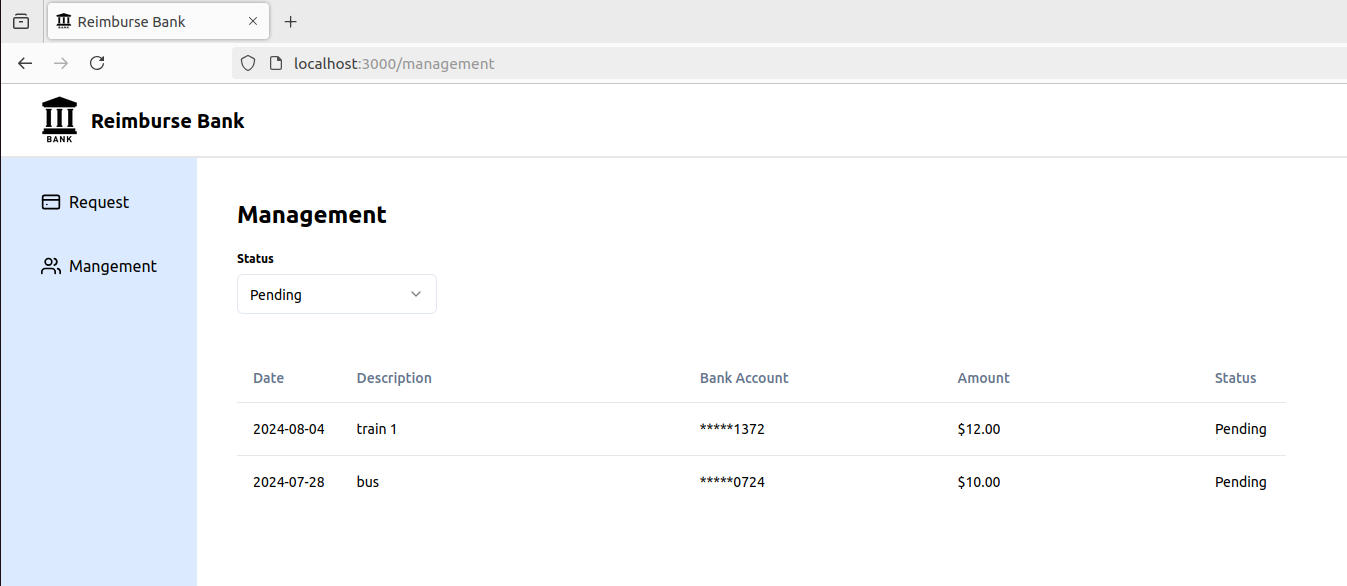 Reimburse Bank
localhost:3000/management
BANK
Reimburse Bank
Request
Mangement
Management
Status
Pending
Date Description Bank Account Amount Status
2024-08-04 train 1 *****1372 $12.00 Pending
2024-07-28 bus *****0724 $10.00 Pending